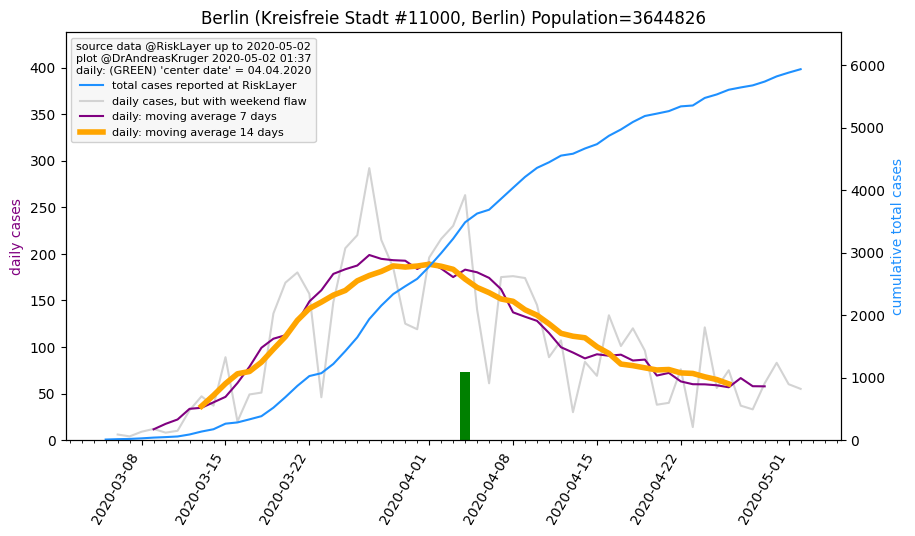 Berlin (Kreisfreie Stadt #11000, Berlin) Population=3644826
source data @RiskLayer up to 2020-05-02
plot @DrAndreasKruger 2020-05-02 01:37
daily: (GREEN) 'center date' = 04.04.2020
total cases reported at RiskLayer
daily cases, but with weekend flaw
daily: moving average 7 days
daily: moving average 14 days
daily cases
400
350
300
250
200
150
100
50
0
cumulative total cases
6000
5000
4000
3000
2000
1000
0
2020-03-08
2020-03-15
2020-03-22
2020-04-01
2020-04-08
2020-04-15
2020-04-22
2020-05-01